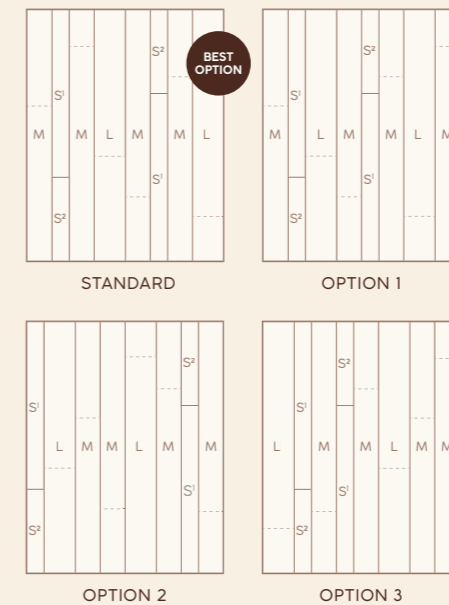 S²
BEST
OPTION
S¹
M M L M M L
S¹
S²
STANDARD
S²
S¹
M L M M L M
S¹
S²
OPTION 1
S²
S¹
L M M L M M
S¹
S²
OPTION 2
S²
S¹
L M M L M M
S¹
S²
OPTION 3